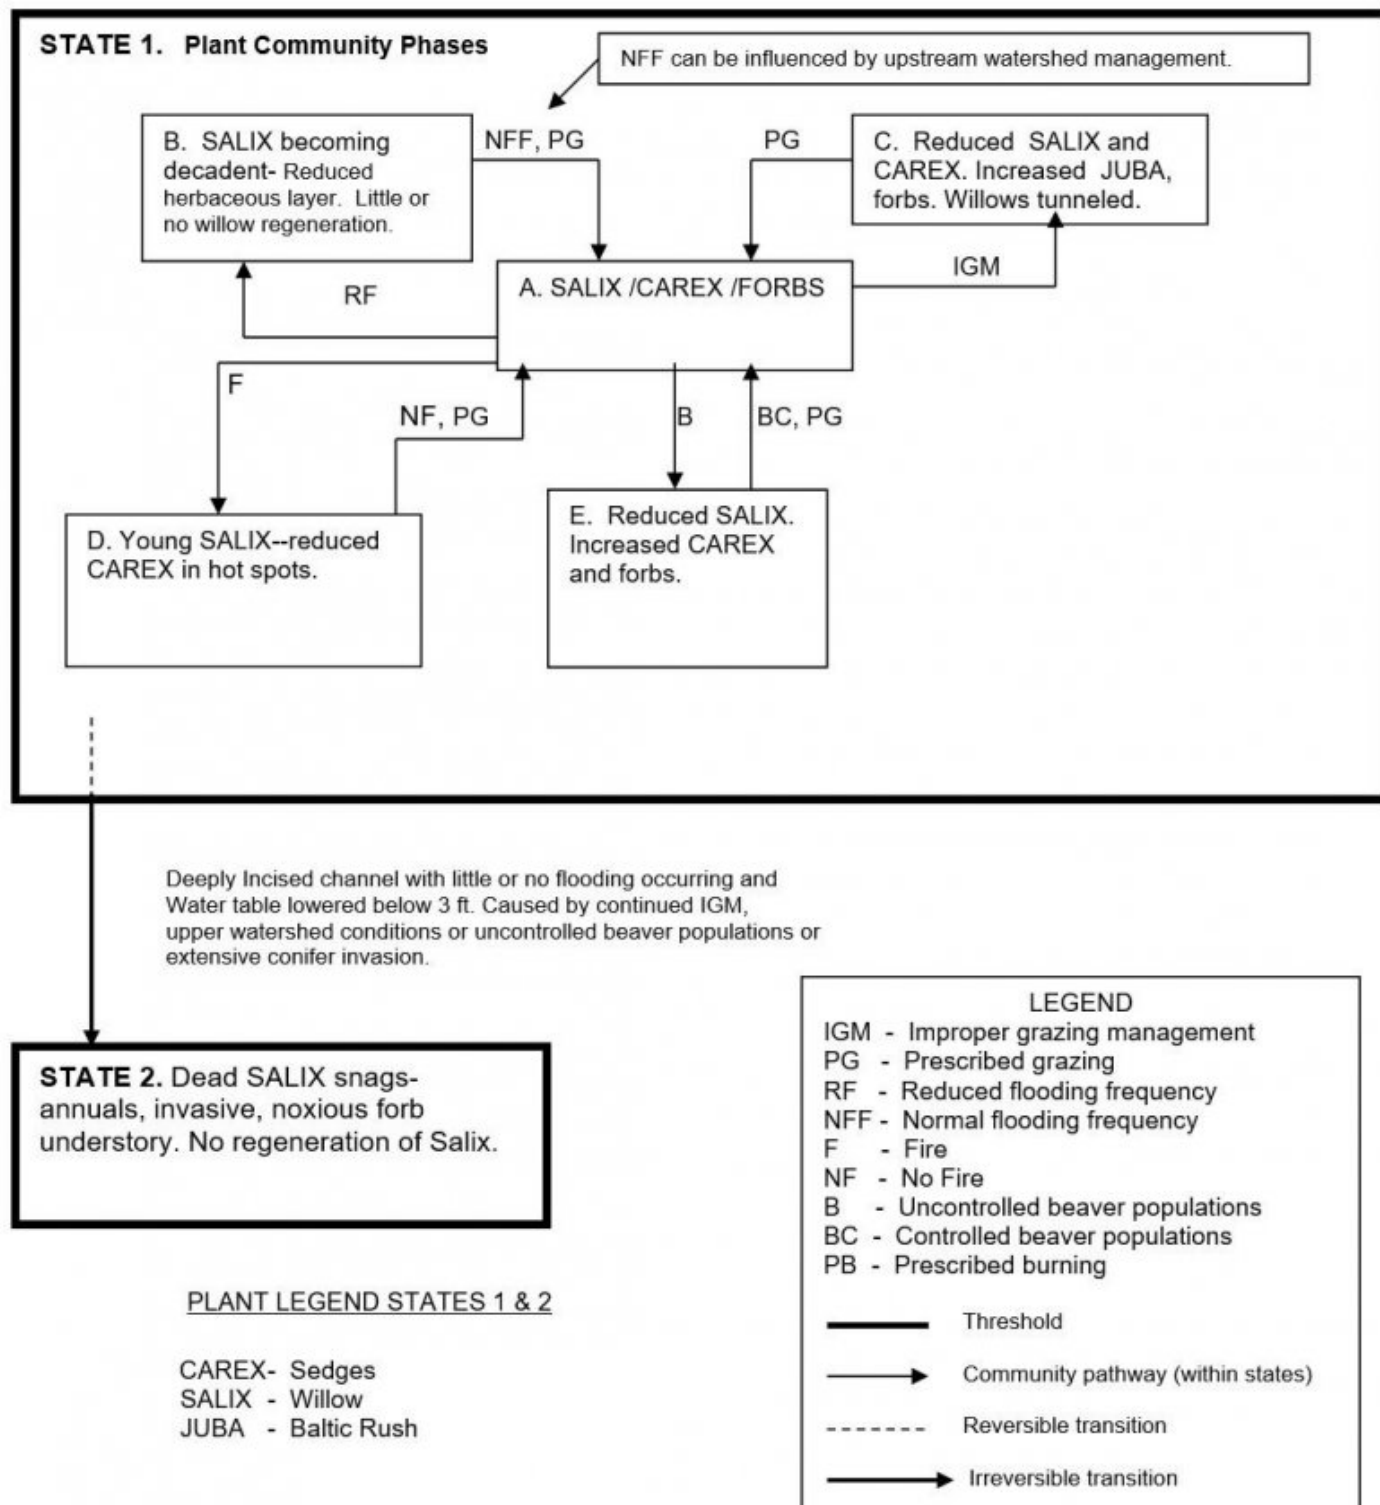 STATE 1. Plant Community Phases
NFF can be influenced by upstream watershed management.
B. SALIX becoming
decadent- Reduced
herbaceous layer. Little or
no willow regeneration.
NFF, PG
PG
C. Reduced SALIX and
CAREX. Increased JUBA,
forbs. Willows tunneled.
A. SALIX /CAREX /FORBS
IGM
RF
F
NF, PG
B
BC, PG
D. Young SALIX--reduced
CAREX in hot spots.
E. Reduced SALIX.
Increased CAREX
and forbs.
Deeply Incised channel with little or no flooding occurring and
Water table lowered below 3 ft. Caused by continued IGM,
upper watershed conditions or uncontrolled beaver populations or
extensive conifer invasion.
STATE 2. Dead SALIX snags-
annuals, invasive, noxious forb
understory. No regeneration of Salix.
PLANT LEGEND STATES 1 & 2
CAREX- Sedges
SALIX - Willow
JUBA - Baltic Rush
LEGEND
IGM - Improper grazing management
PG - Prescribed grazing
RF - Reduced flooding frequency
NFF - Normal flooding frequency
F - Fire
NF - No Fire
B - Uncontrolled beaver populations
BC - Controlled beaver populations
PB - Prescribed burning
Threshold
Community pathway (within states)
Reversible transition
Irreversible transition